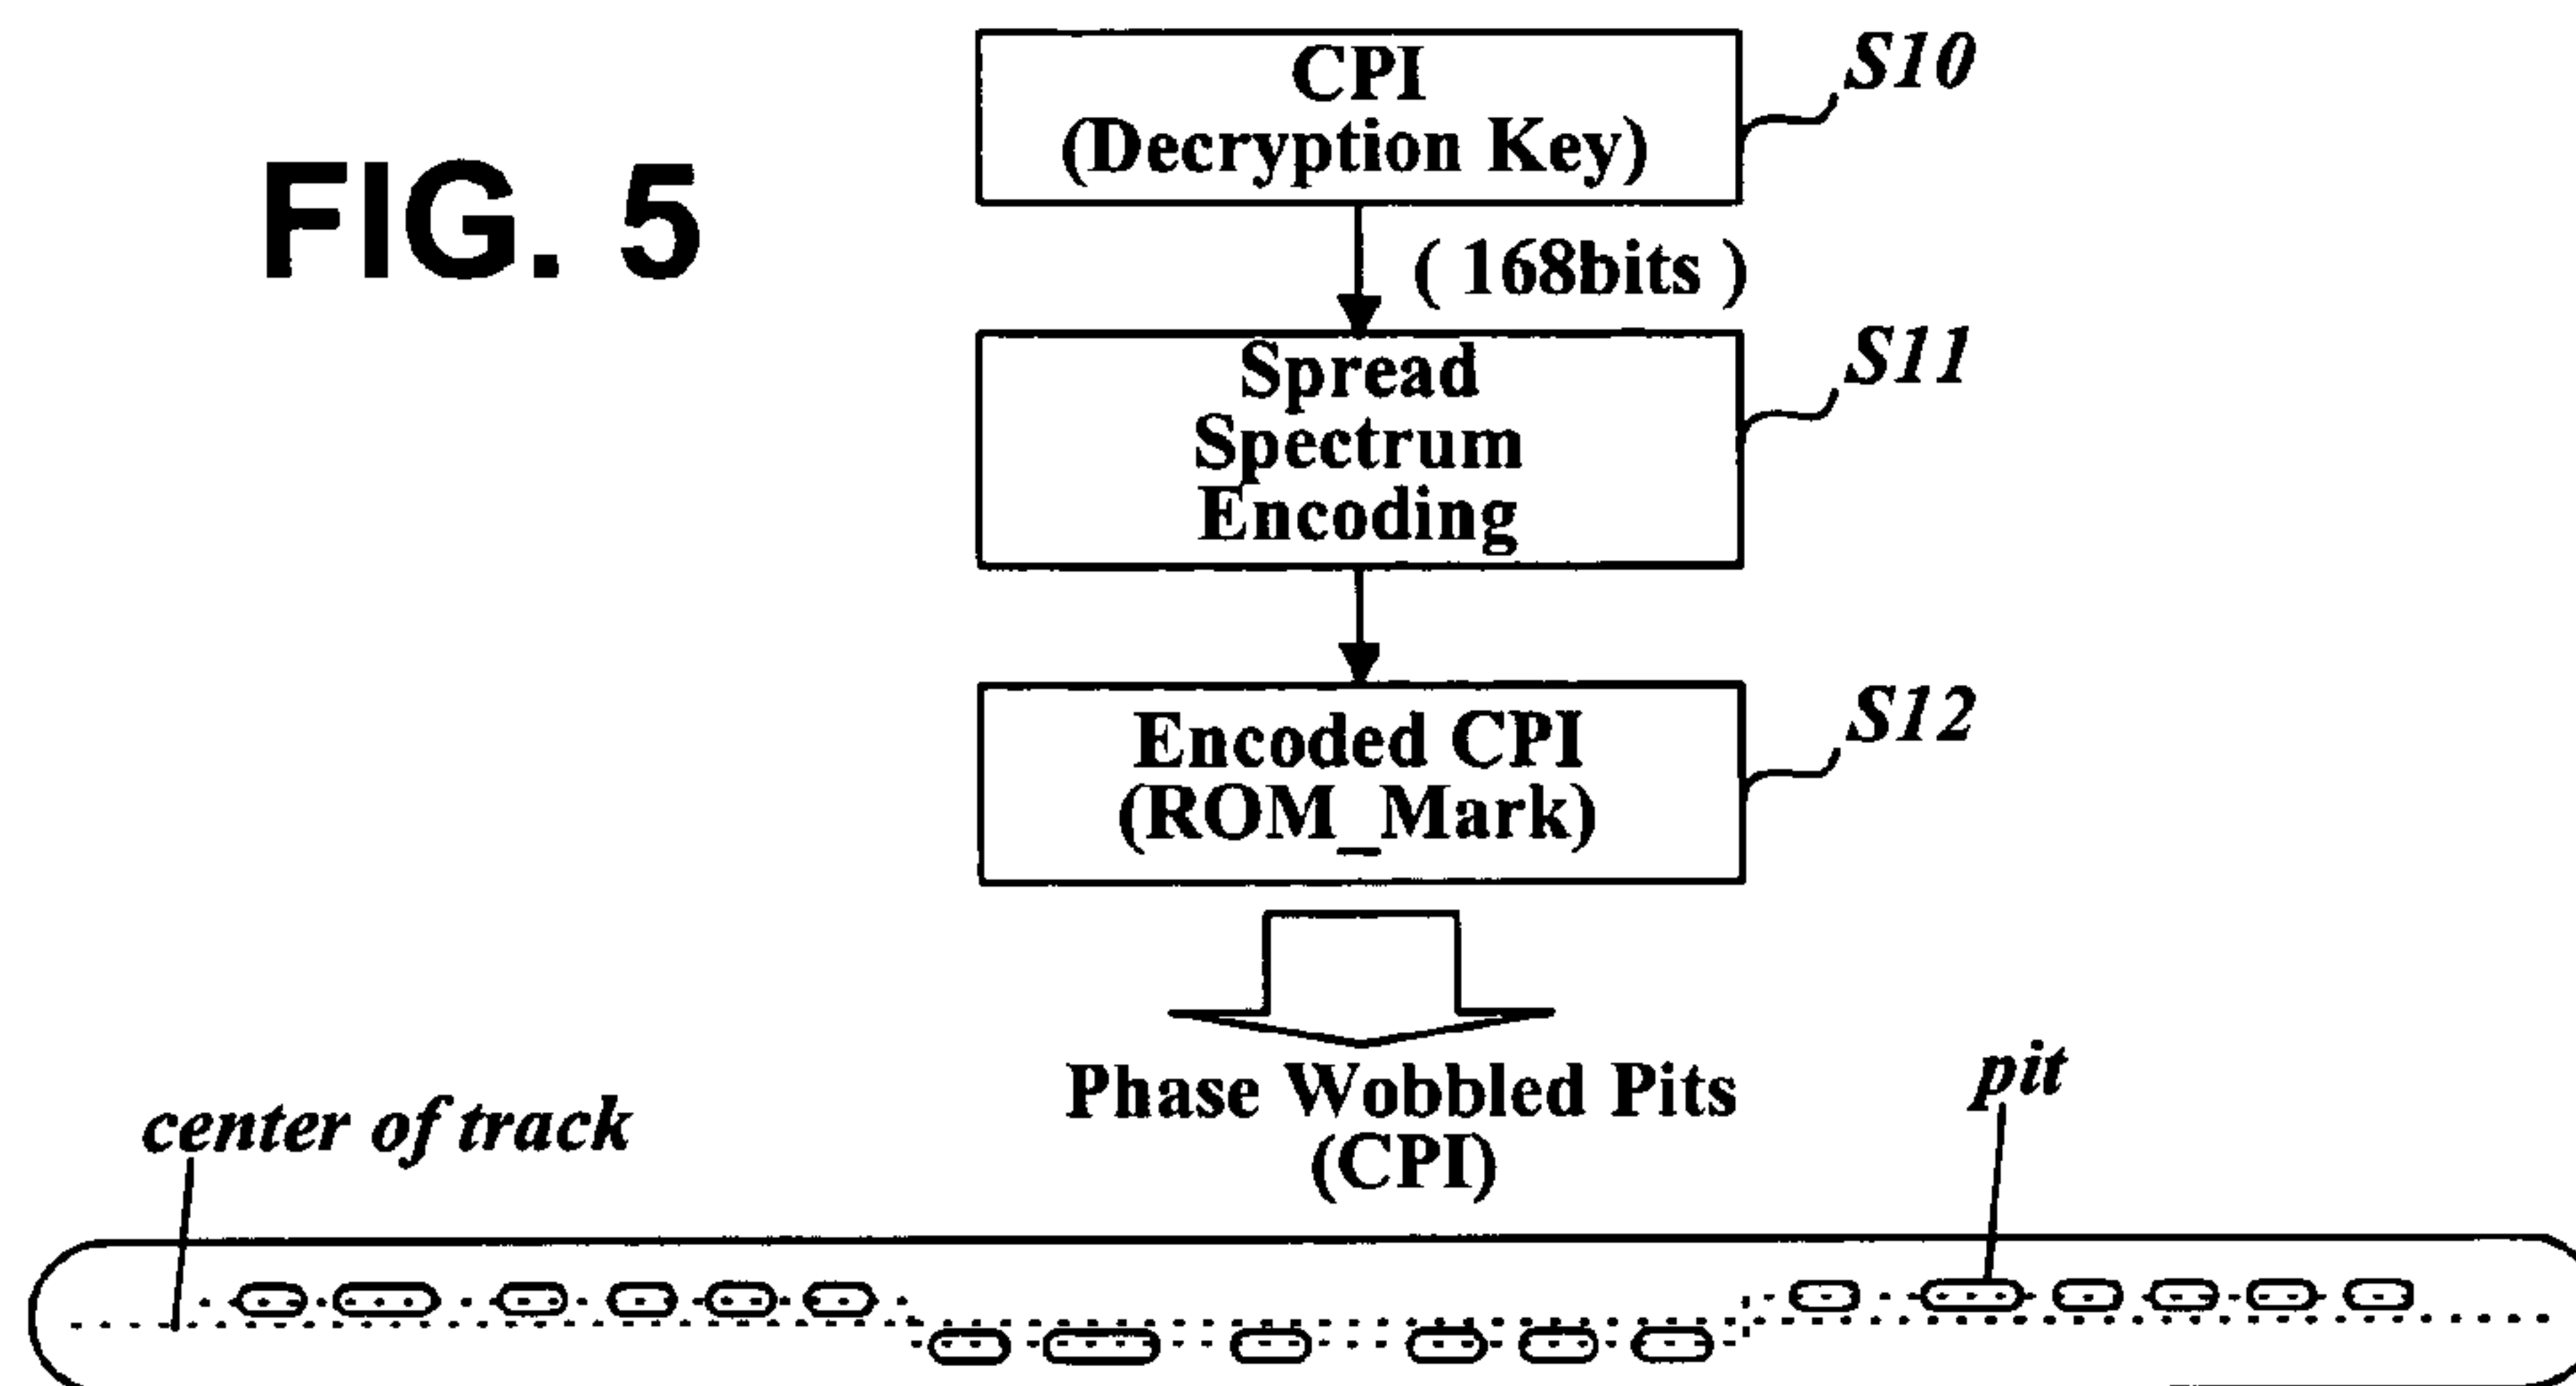 FIG. 5
CPI
(Decryption Key)
S10
( 168bits )
Spread
Spectrum
Encoding
S11
Encoded CPI
(ROM_Mark)
S12
Phase Wobbled Pits
(CPI)
center of track
pit